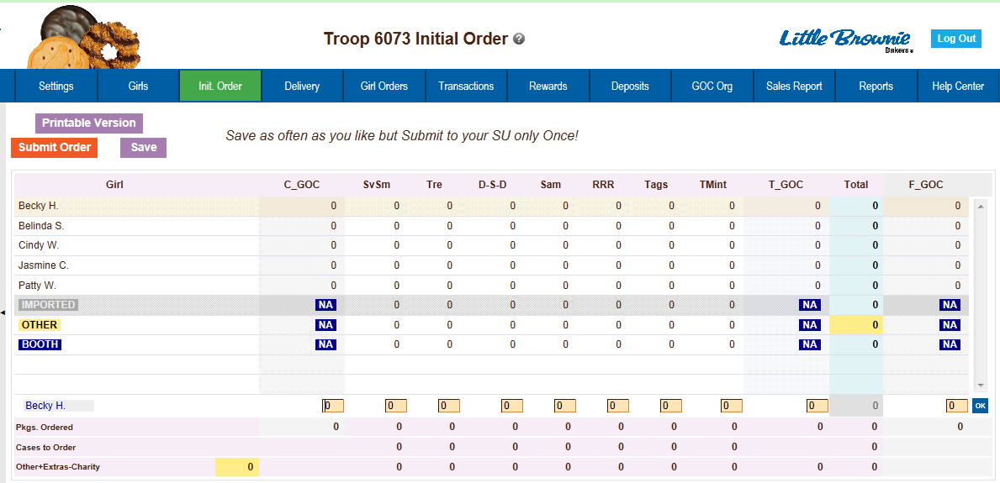 Troop 6073 Initial Order ?
Little Brownie
Bakers
Log Out
Settings Girls Init. Order Delivery Girl Orders Transactions Rewards Deposits GOC Org Sales Report Reports Help Center
Printable Version
Submit Order Save
Save as often as you like but Submit to your SU only Once!
Girl C_GOC SvSm Tre D-S-D Sam RRR Tags TMint T_GOC Total F_GOC
Becky H. 0 0 0 0 0 0 0 0 0 0 0
Belinda S. 0 0 0 0 0 0 0 0 0 0 0
Cindy W. 0 0 0 0 0 0 0 0 0 0 0
Jasmine C. 0 0 0 0 0 0 0 0 0 0 0
Patty W. 0 0 0 0 0 0 0 0 0 0 0
IMPORTED NA 0 0 0 0 0 0 0 NA 0 NA
OTHER NA 0 0 0 0 0 0 0 NA 0 NA
BOOTH NA 0 0 0 0 0 0 0 NA 0 NA
Becky H. 0 0 0 0 0 0 0 0 0 0 0 OK
Pkgs. Ordered 0 0 0 0 0 0 0 0 0 0 0
Cases to Order 0 0 0 0 0 0 0 0 0
Other+Extras-Charity 0 0 0 0 0 0 0 0 0 0